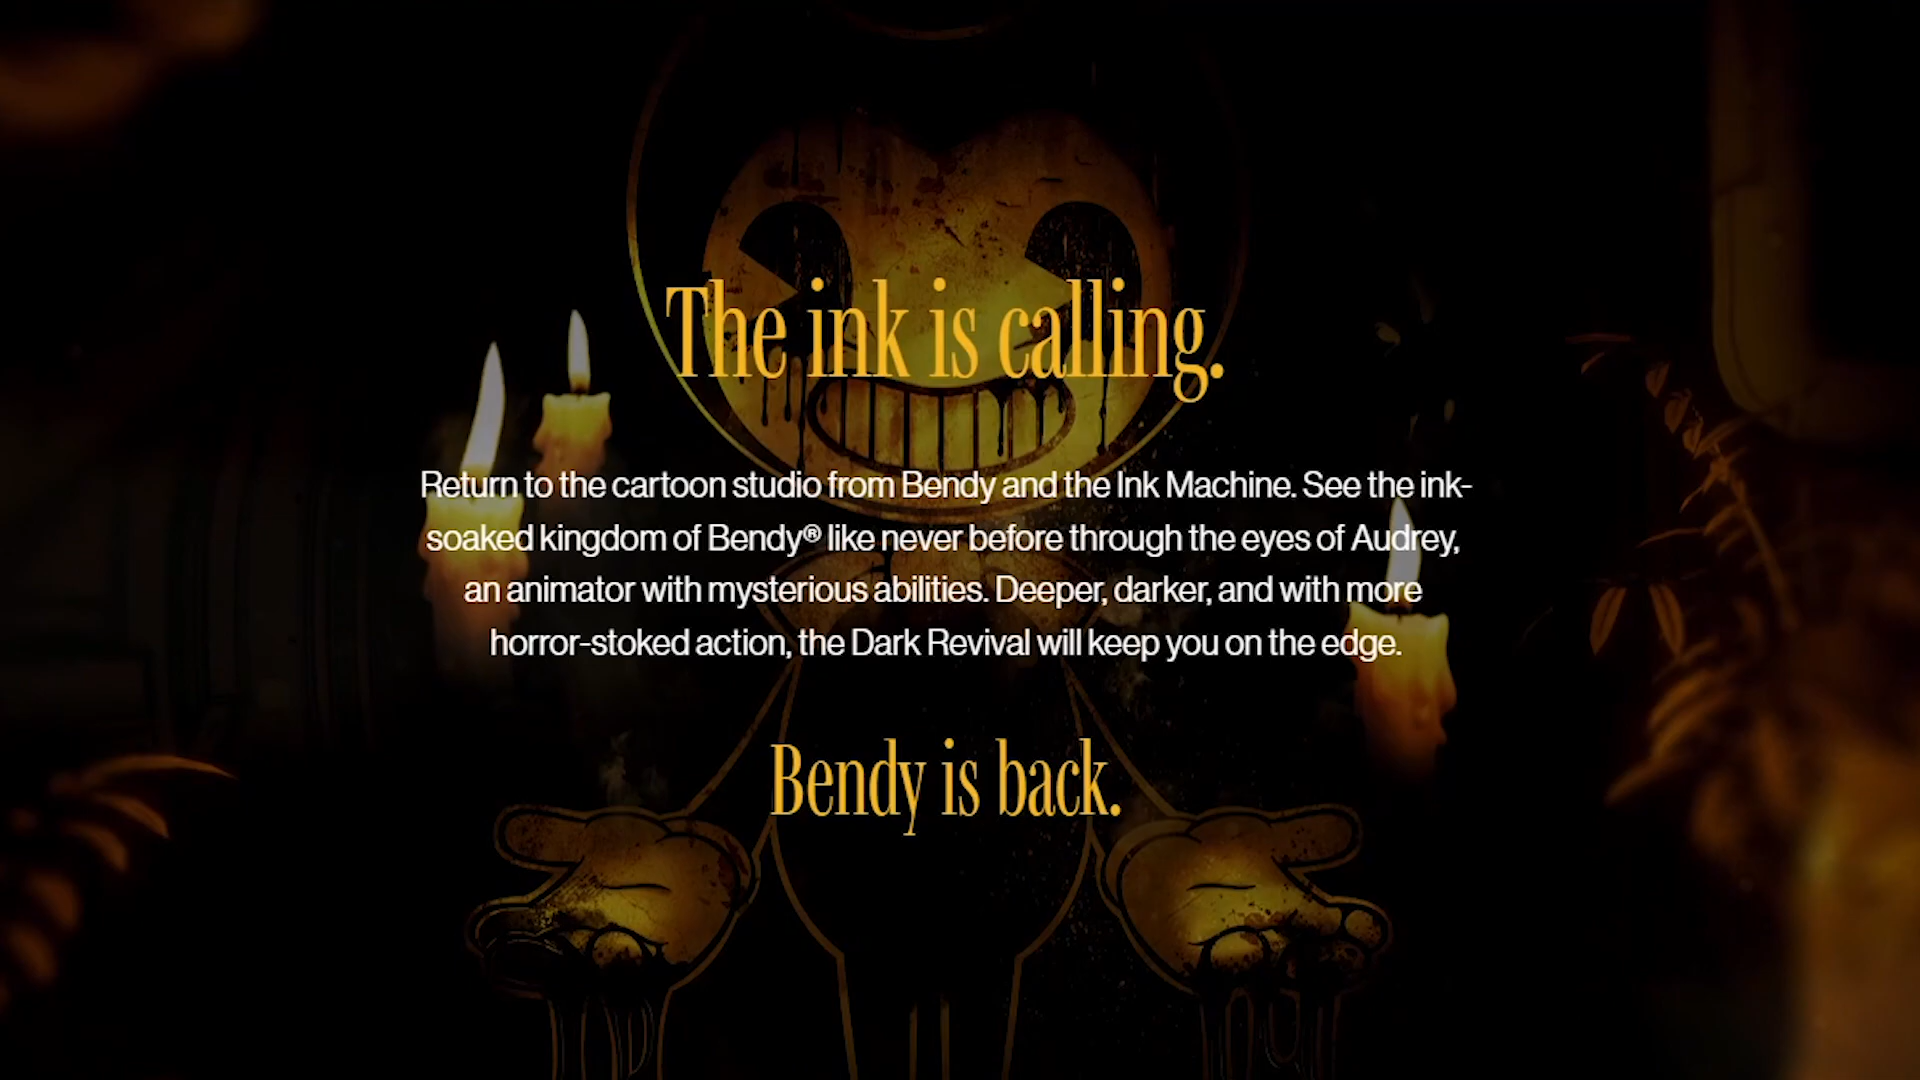 The ink is calling.
Return to the cartoon studio from Bendy and the Ink Machine. See the ink-
soaked kingdom of Bendy® like never before through the eyes of Audrey,
an animator with mysterious abilities. Deeper, darker, and with more
horror-stoked action, the Dark Revival will keep you on the edge.
Bendy is back.